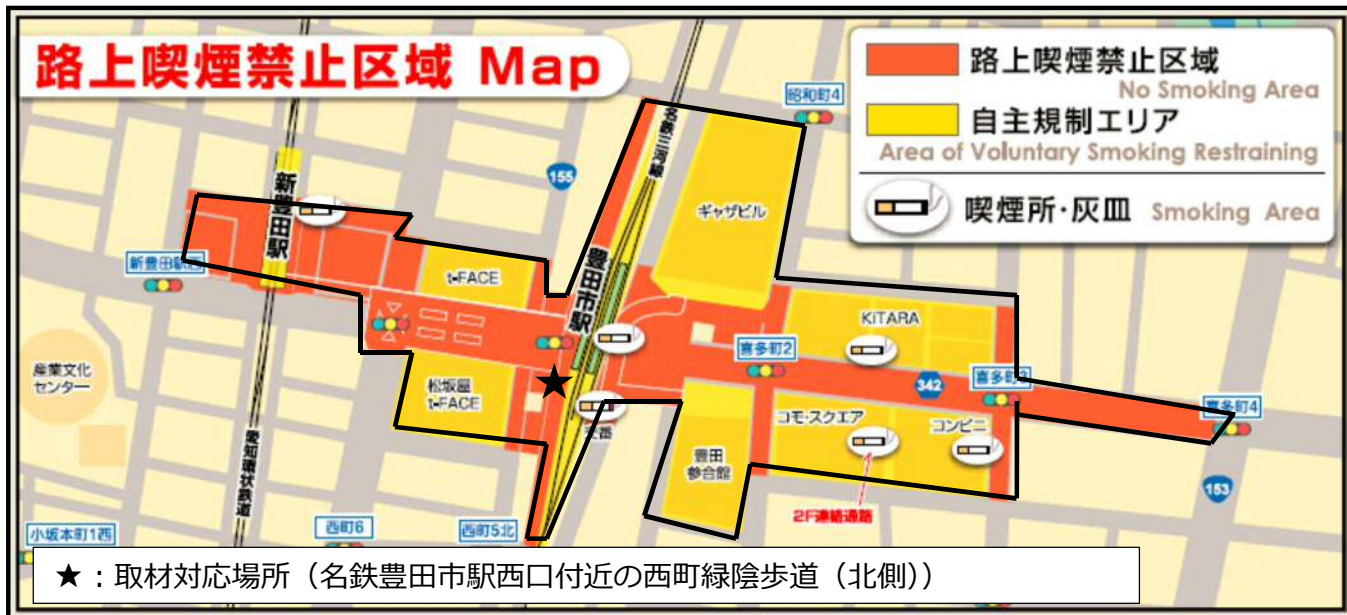 路上喫煙禁止区域 Map
路上喫煙禁止区域
No Smoking Area
自主規制エリア
Area of Voluntary Smoking Restraining
喫煙所・灰皿 Smoking Area
昭和町4
名鉄三河線
155
新豊田駅
ギャザビル
新豊田駅西
t-FACE
豊田市駅
KiTARA
喜多町2
産業文化
センター
松坂屋
t-FACE
342
喜多町3
喜多町4
交番
コモ・スクエア
コンビニ
豊田
参合館
愛知環状鉄道
153
2F連絡通路
小坂本町1西
西町6
西町5北
★：取材対応場所（名鉄豊田市駅西口付近の西町緑陰歩道（北側））